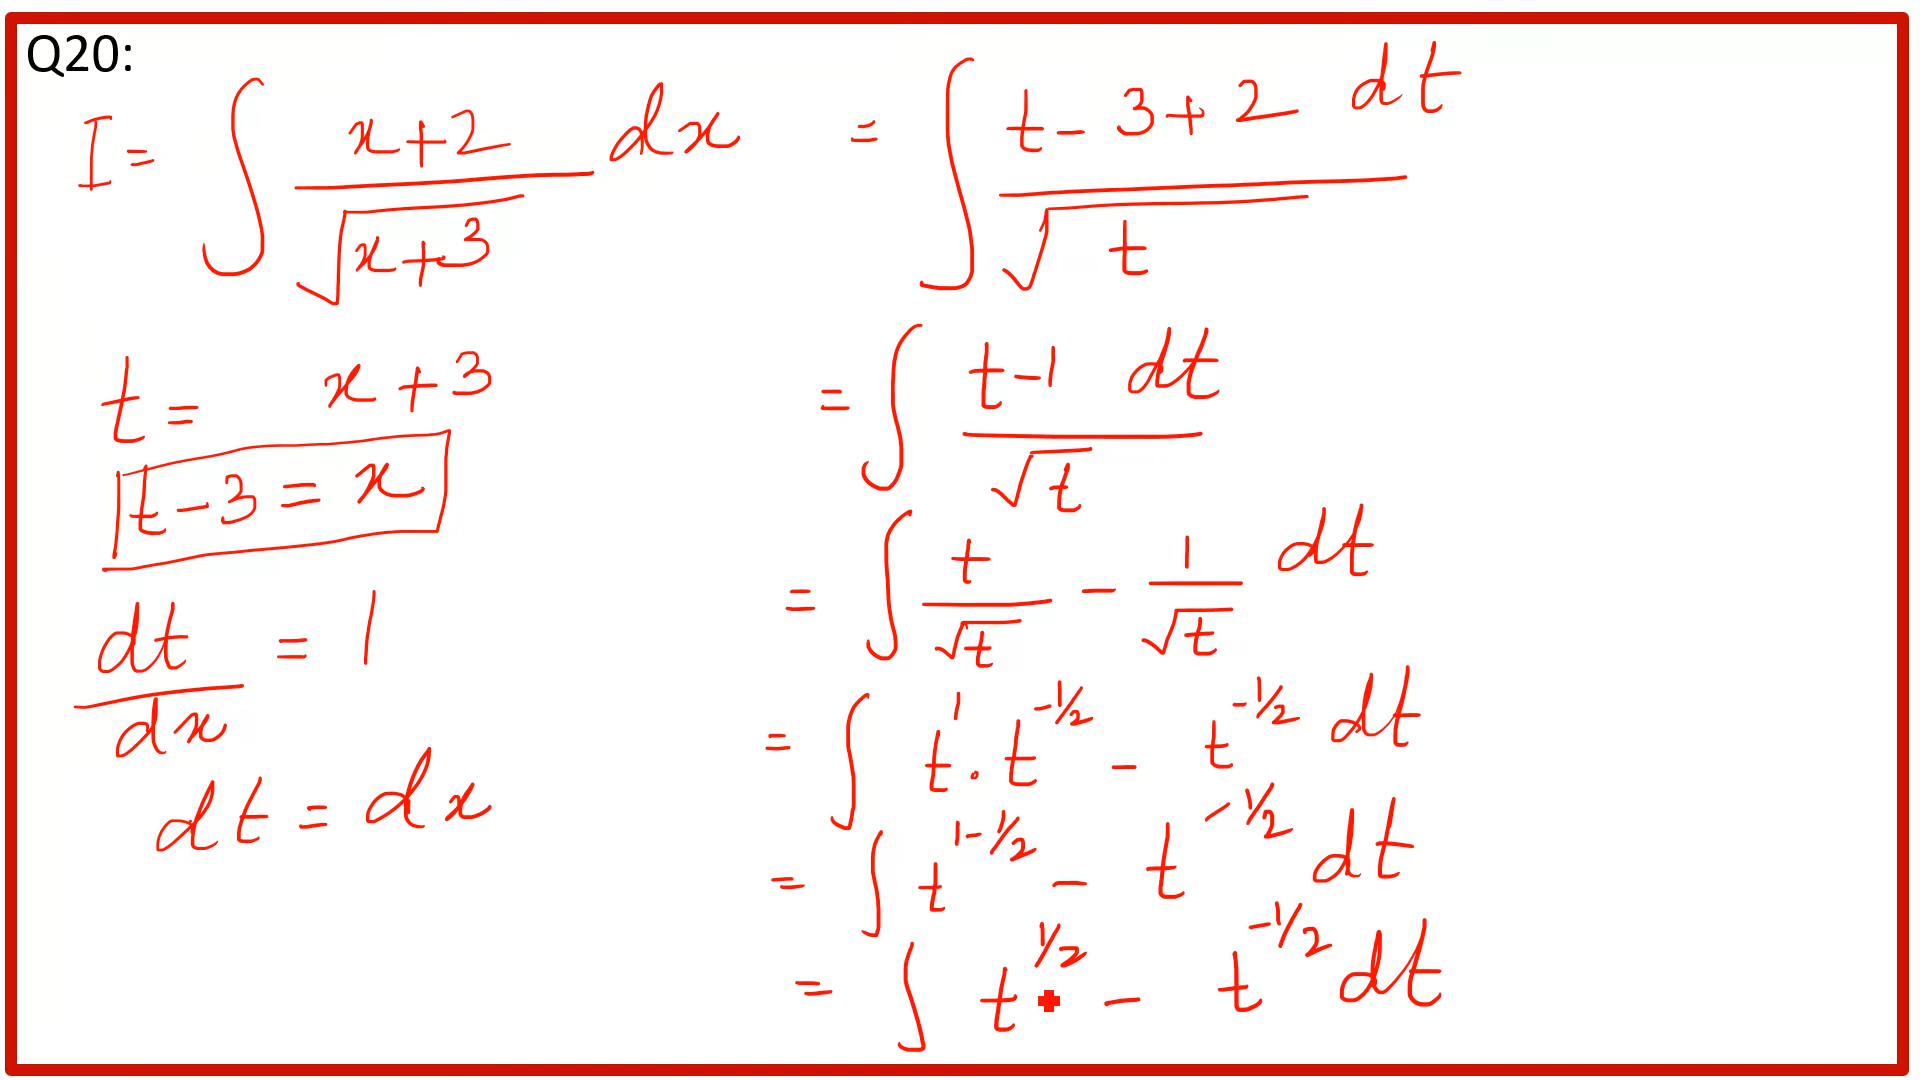 Q20:
I = ∫ (x+2)/√(x+3) dx = ∫ (t-3+2 dt)/√t
t = x+3
t-3 = x
dt/dx = 1
dt = dx
= ∫ (t-1 dt)/√t
= ∫ t/√t - 1/√t dt
= ∫ t^1 . t^(-1/2) - t^(-1/2) dt
= ∫ t^(1-1/2) - t^(-1/2) dt
= ∫ t^(1/2) - t^(-1/2) dt